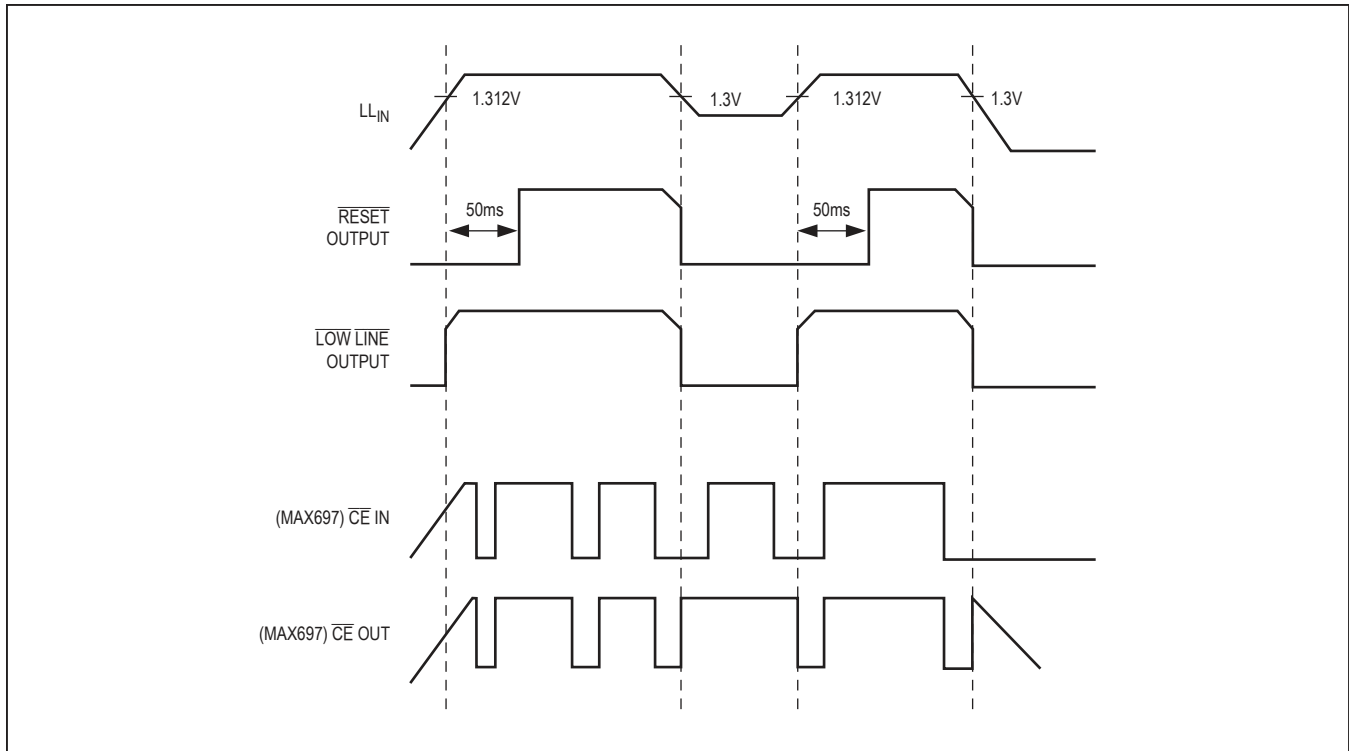 LLIN
1.312V
1.3V
1.312V
1.3V
RESET
OUTPUT
50ms
50ms
LOW LINE
OUTPUT
(MAX697) CE IN
(MAX697) CE OUT